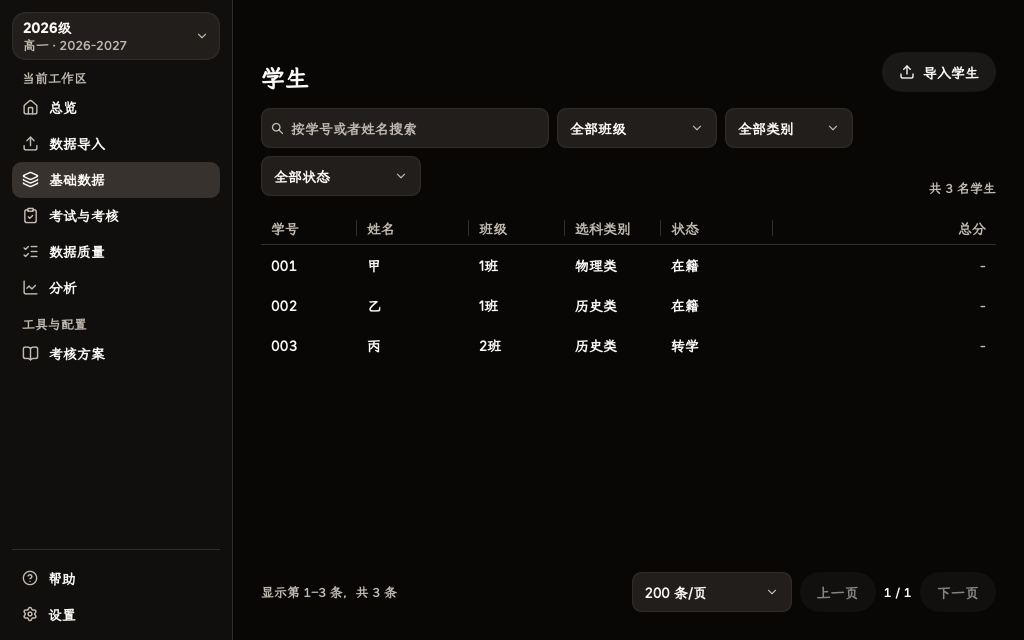 2026级
高一 · 2026-2027
当前工作区
总览
数据导入
基础数据
考试与考核
数据质量
分析
工具与配置
考核方案
帮助
设置
学生
导入学生
按学号或者姓名搜索
全部班级
全部类别
全部状态
共 3 名学生
学号 姓名 班级 选科类别 状态 总分
001 甲 1班 物理类 在籍 -
002 乙 1班 历史类 在籍 -
003 丙 2班 历史类 转学 -
显示第 1–3 条，共 3 条
200 条/页
上一页
1 / 1
下一页